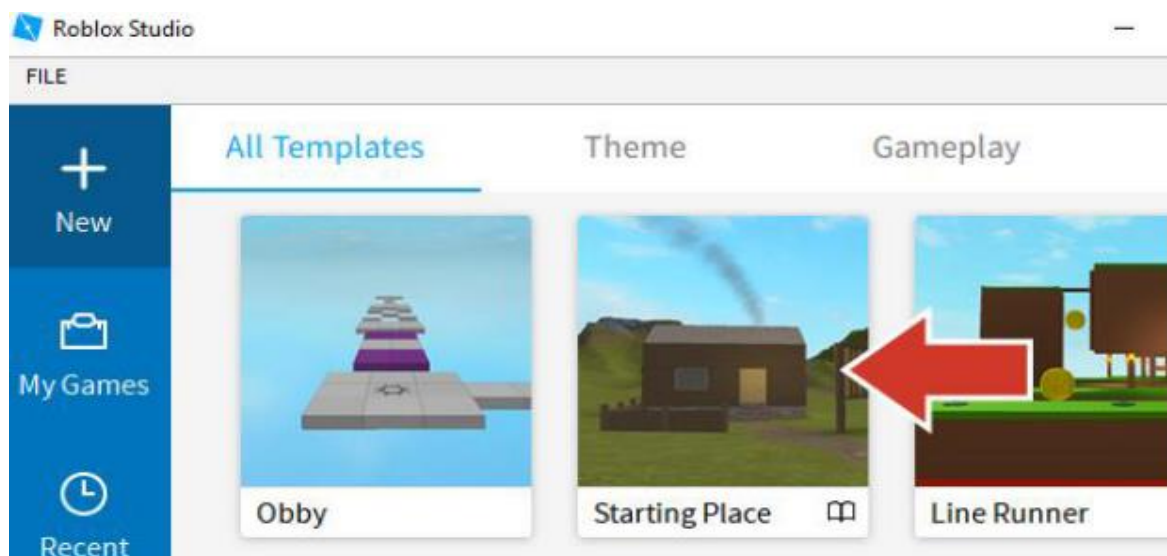 Roblox Studio
FILE
All Templates Theme Gameplay
New
My Games
Recent
Obby Starting Place Line Runner